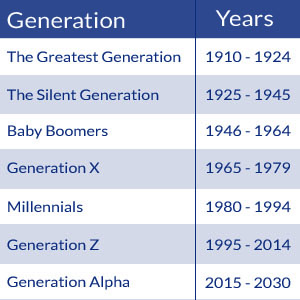 Generation Years
The Greatest Generation 1910 - 1924
The Silent Generation 1925 - 1945
Baby Boomers 1946 - 1964
Generation X 1965 - 1979
Millennials 1980 - 1994
Generation Z 1995 - 2014
Generation Alpha 2015 - 2030